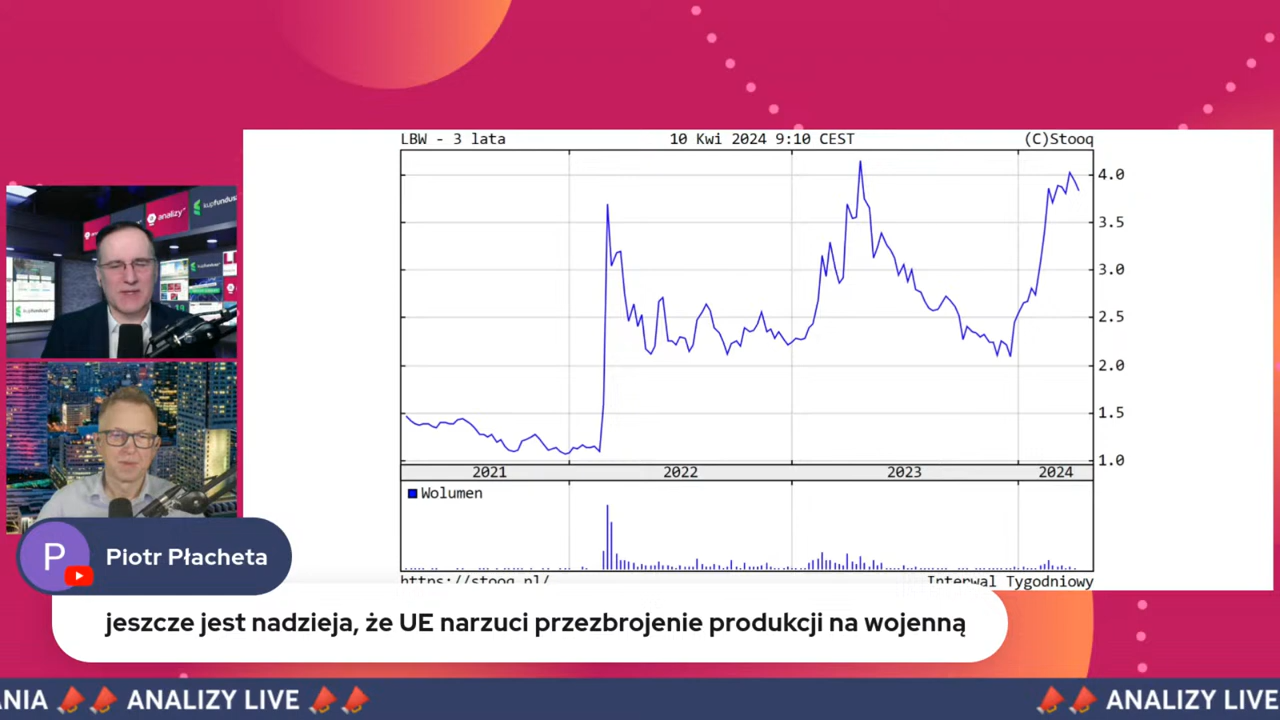 LBW - 3 lata
10 Kwi 2024 9:10 CEST
(C)Stooq
4.0
3.5
3.0
2.5
2.0
1.5
1.0
2021
2022
2023
2024
Wolumen
https://stooq.pl/
Interwal Tygodniowy
analizy
kupfundusz
P
Piotr Płacheta
jeszcze jest nadzieja, że UE narzuci przezbrojenie produkcji na wojenną
ANIA
ANALIZY LIVE
ANALIZY LIVE